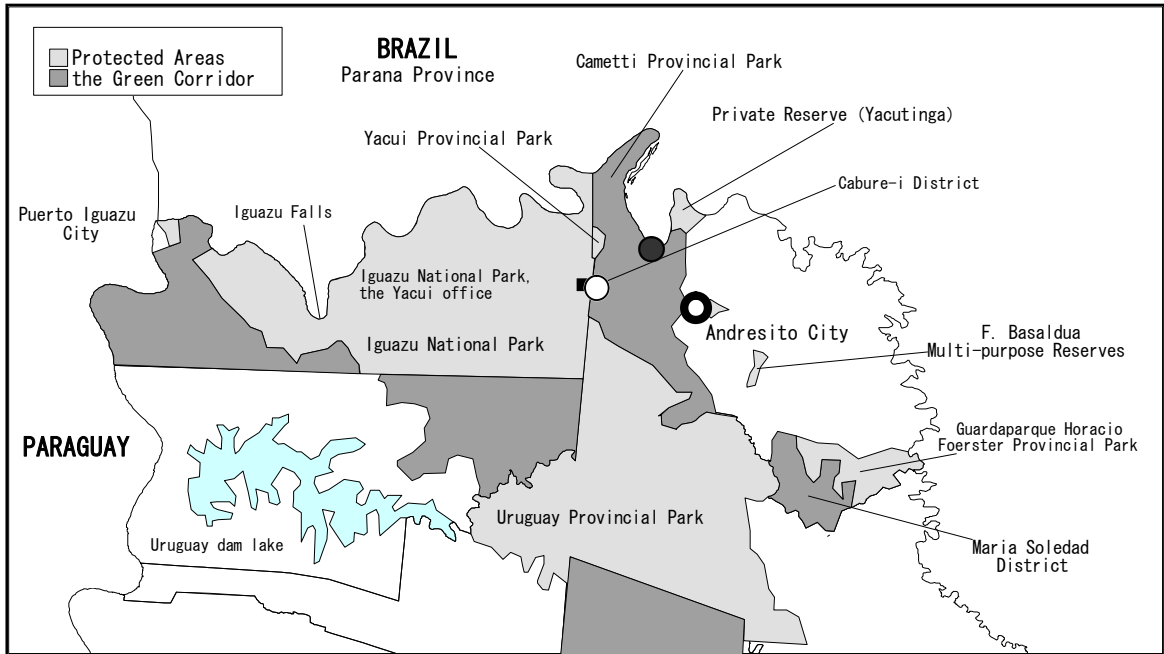 Protected Areas
the Green Corridor
BRAZIL
Parana Province
Cametti Provincial Park
Private Reserve (Yacutinga)
Yacui Provincial Park
Cabure-i District
Puerto Iguazu
City
Iguazu Falls
Iguazu National Park,
the Yacui office
Iguazu National Park
Andresito City
F. Basaldua
Multi-purpose Reserves
PARAGUAY
Guardaparque Horacio
Foerster Provincial Park
Uruguay Provincial Park
Uruguay dam lake
Maria Soledad
District